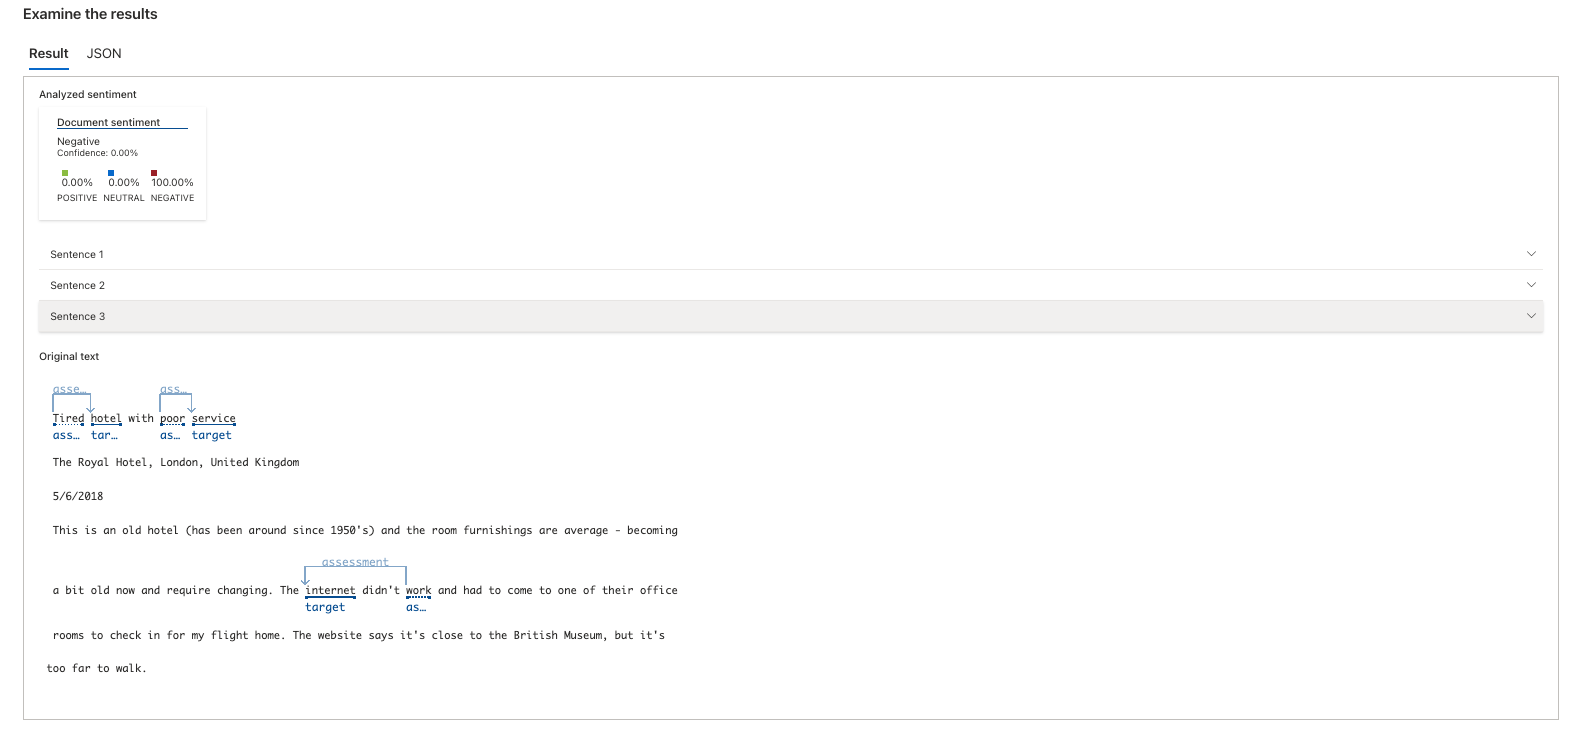 Examine the results
Result JSON
Analyzed sentiment
Document sentiment
Negative
Confidence: 0.00%
0.00% 0.00% 100.00%
POSITIVE NEUTRAL NEGATIVE
Sentence 1
Sentence 2
Sentence 3
Original text
asse… ass…
Tired hotel with poor service
ass… tar… as… target
The Royal Hotel, London, United Kingdom
5/6/2018
This is an old hotel (has been around since 1950's) and the room furnishings are average - becoming
assessment
a bit old now and require changing. The internet didn't work and had to come to one of their office
target as…
rooms to check in for my flight home. The website says it's close to the British Museum, but it's
too far to walk.